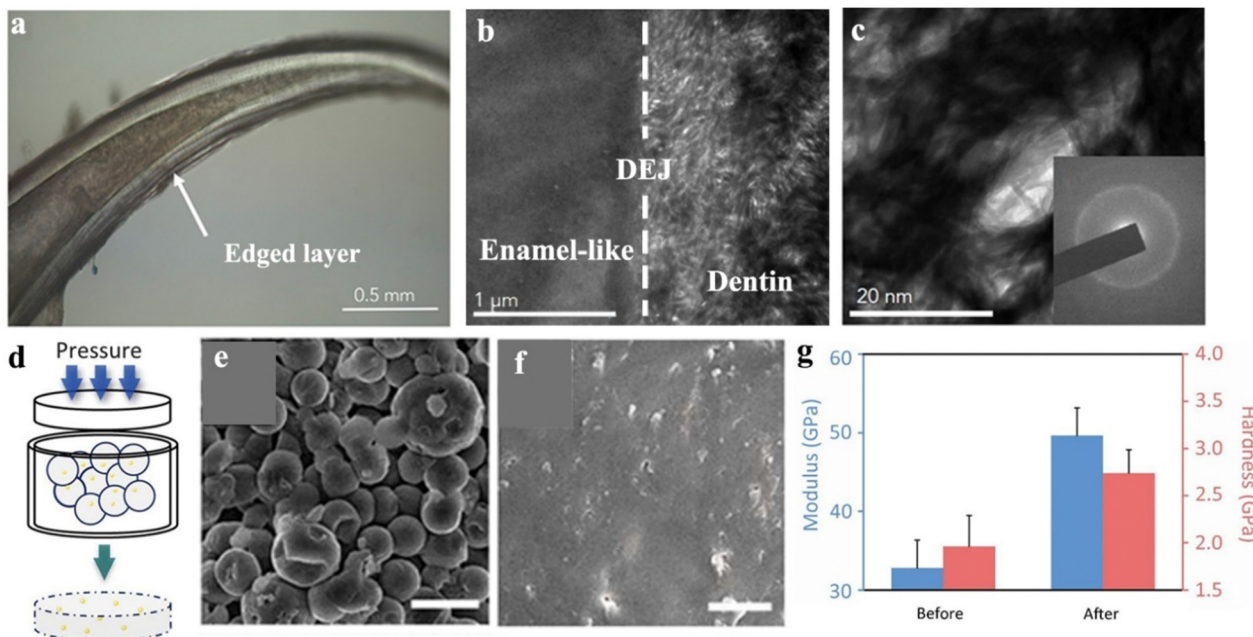 a
Edged layer
0.5 mm
b
DEJ
Enamel-like
Dentin
1 µm
c
20 nm
d
Pressure
e
f
g
60
50
40
30
Modulus (GPa)
4.0
3.5
3.0
2.5
2.0
1.5
Hardness (GPa)
Before
After